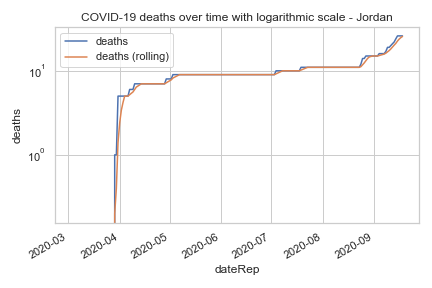 COVID-19 deaths over time with logarithmic scale - Jordan
deaths
deaths (rolling)
10¹
10⁰
deaths
2020-03
2020-04
2020-05
2020-06
2020-07
2020-08
2020-09
dateRep